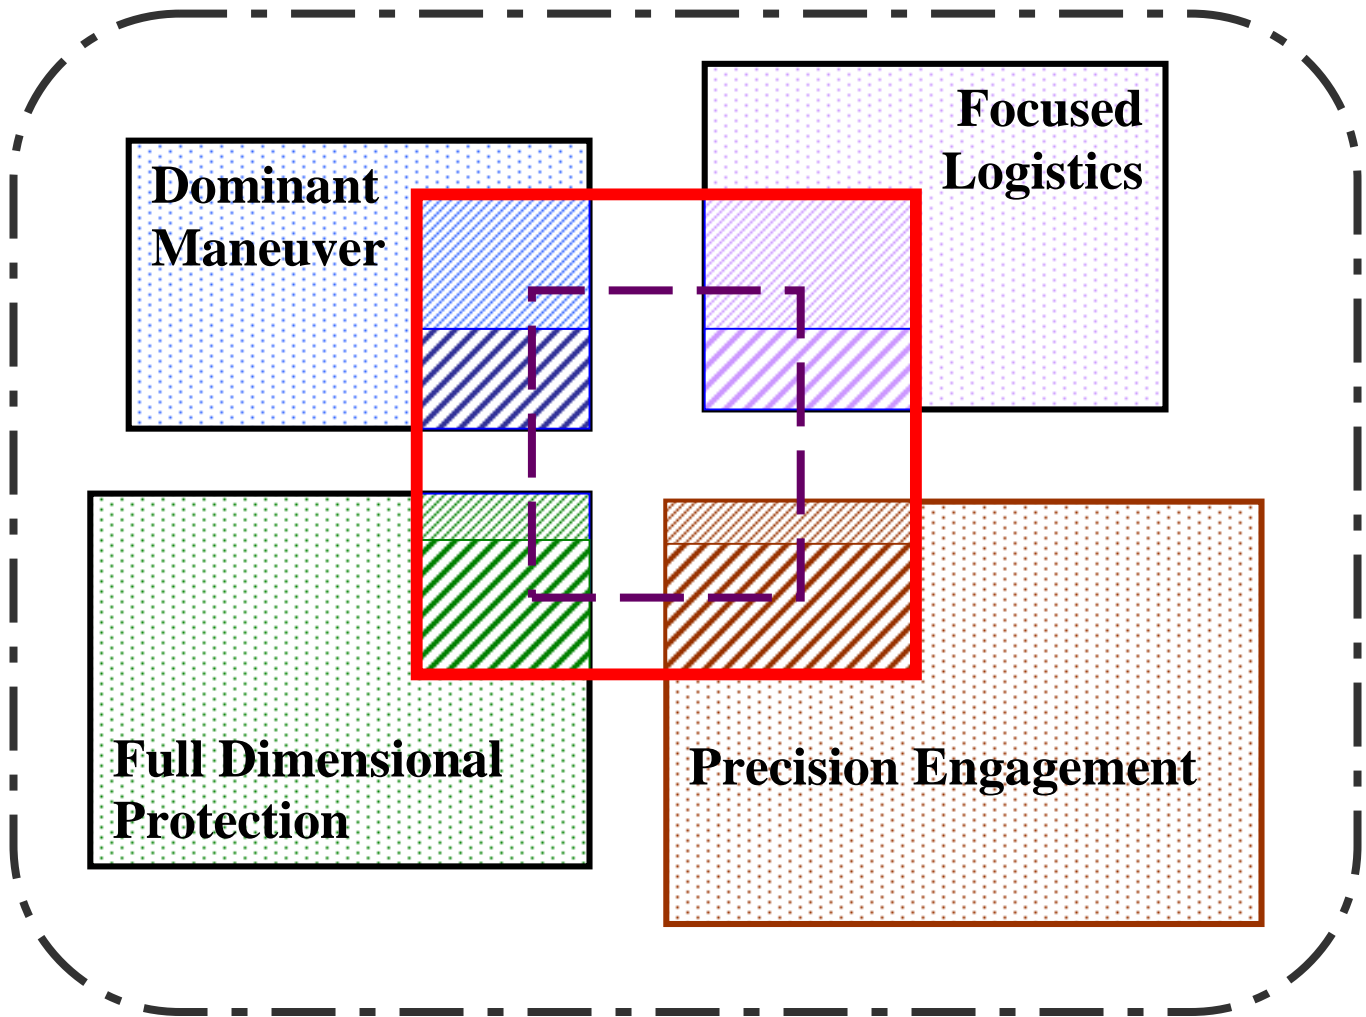 Focused
Logistics
Dominant
Maneuver
Full Dimensional
Protection
Precision Engagement